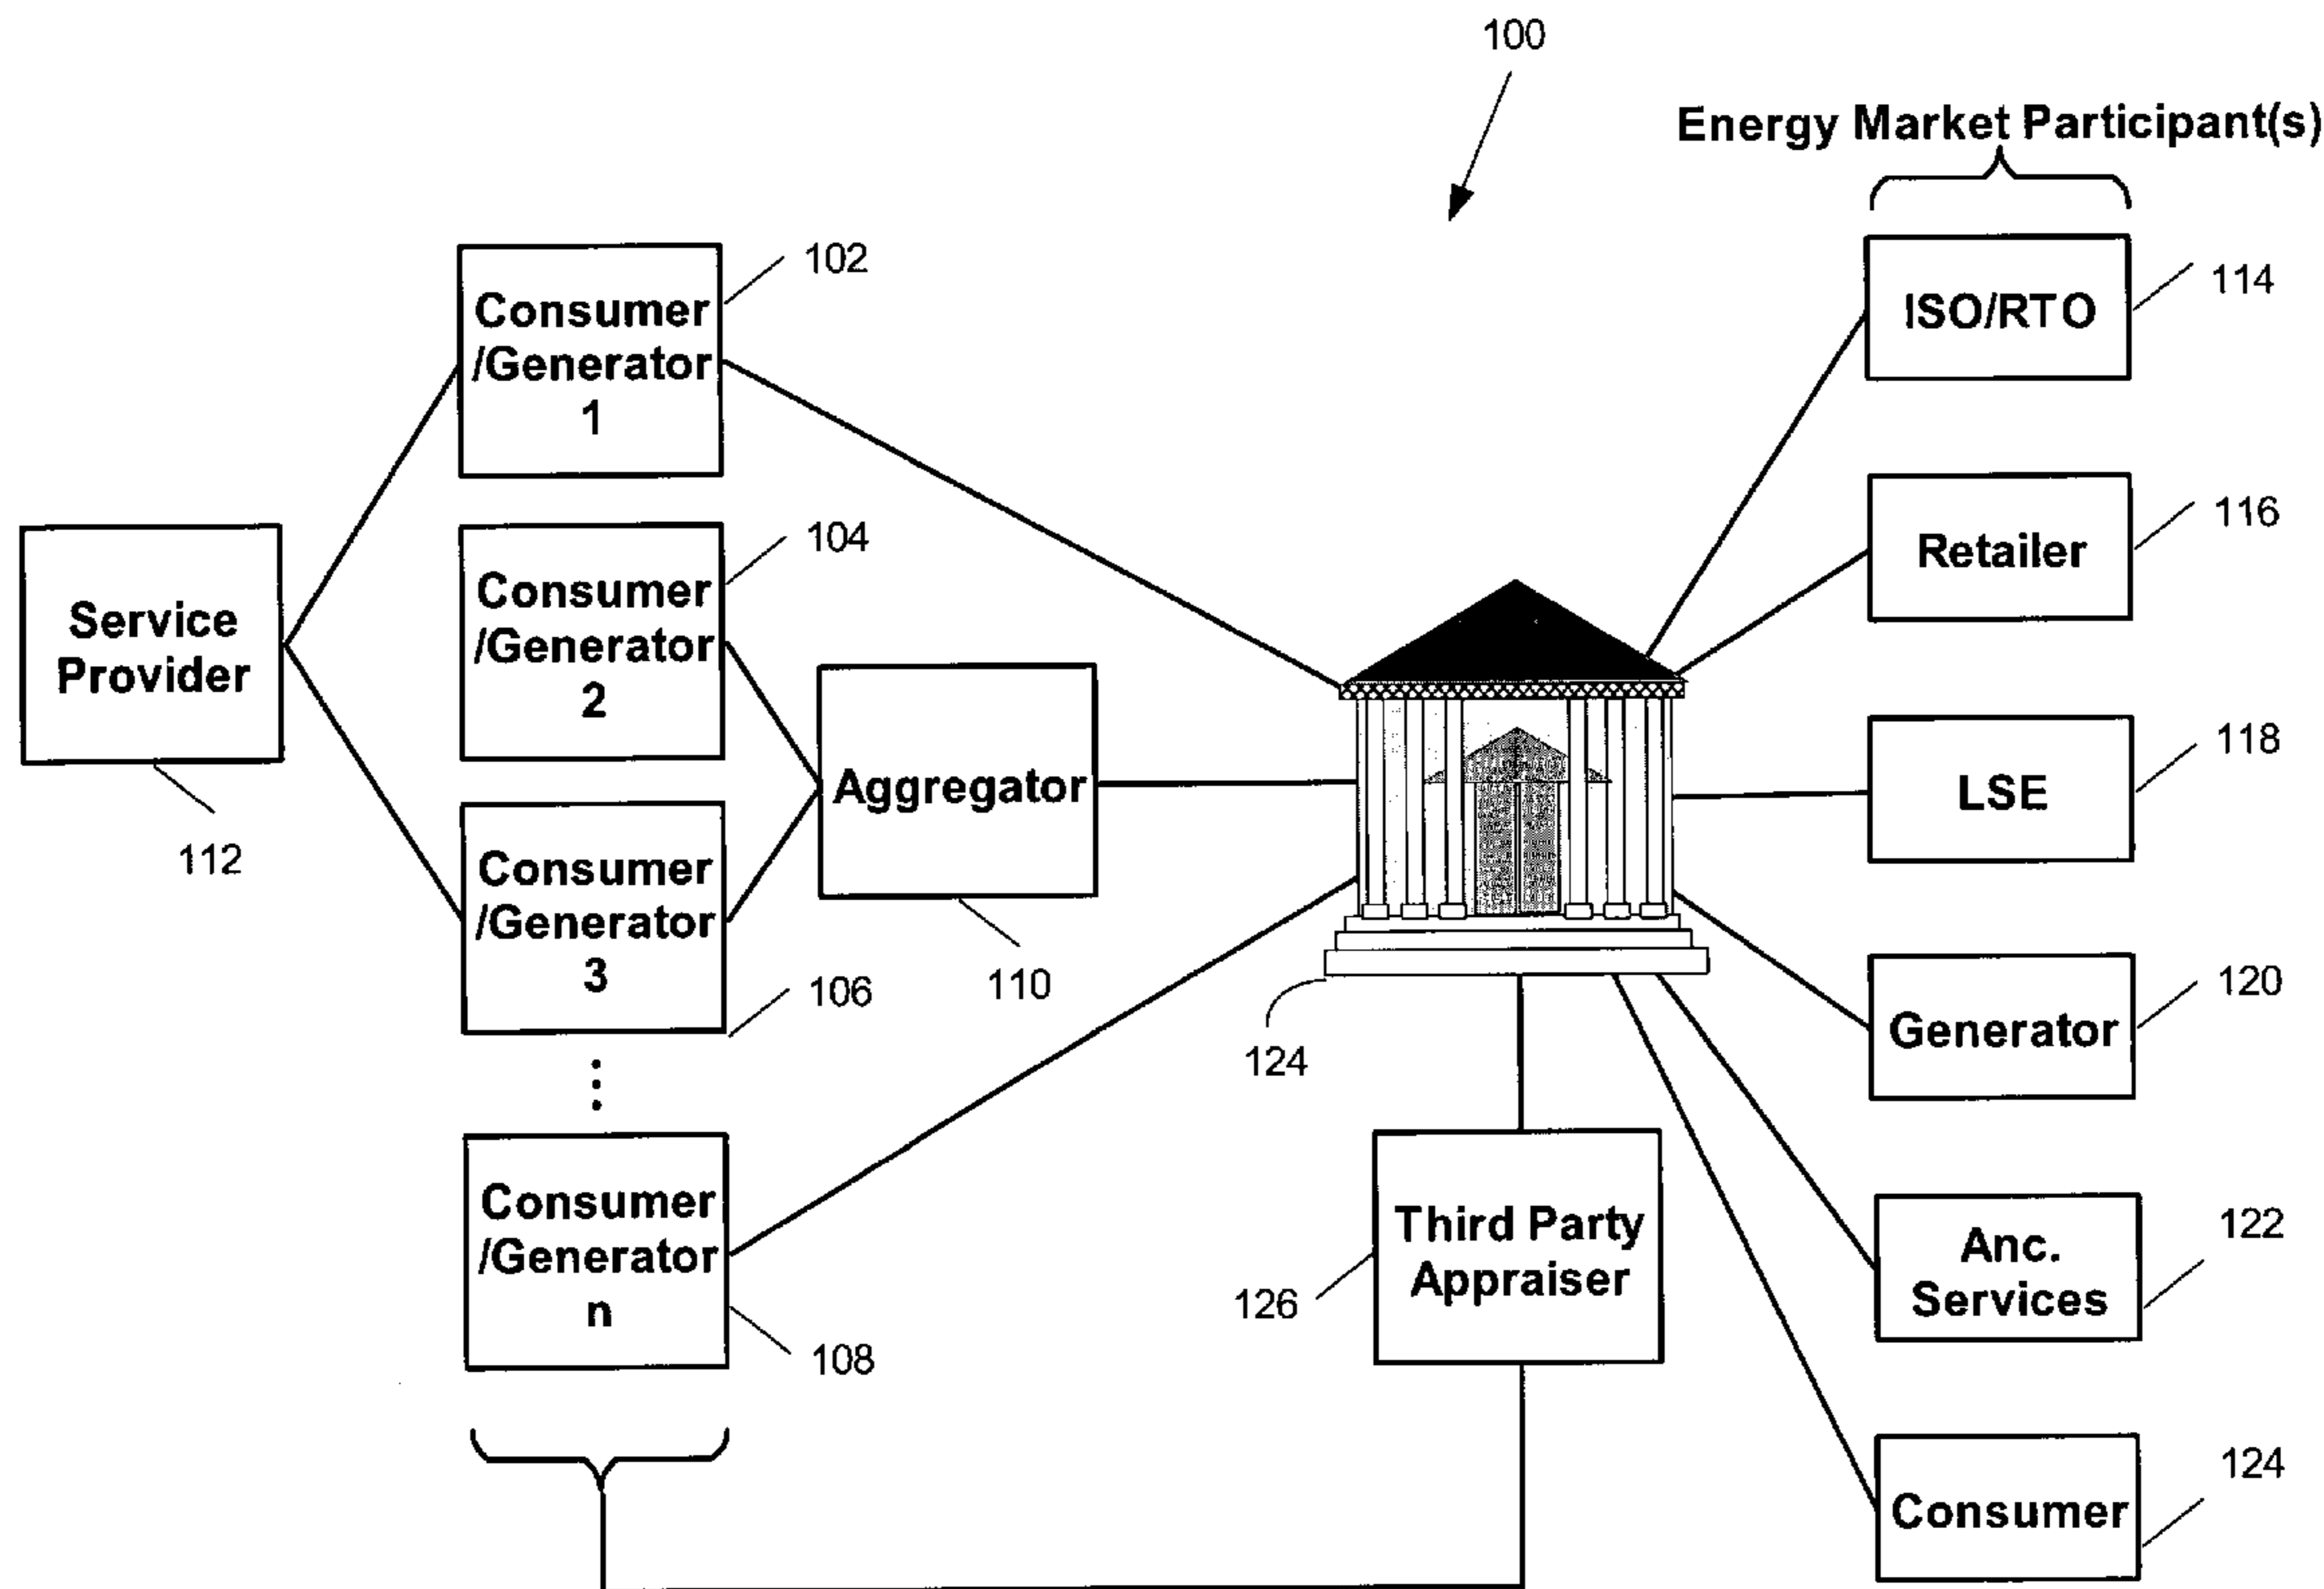 100
Energy Market Participant(s)
102
Consumer
/Generator
1
ISO/RTO
114
104
Consumer
/Generator
2
Retailer
116
Service
Provider
112
Aggregator
110
LSE
118
Consumer
/Generator
3
106
124
Generator
120
Consumer
/Generator
n
108
Third Party
Appraiser
126
Anc.
Services
122
Consumer
124